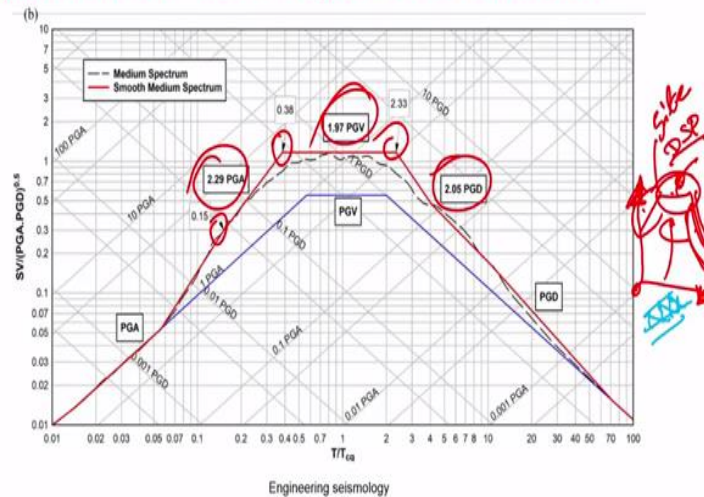 (b)
10
5
3
2
1
0.7
0.5
0.3
0.2
0.1
0.07
0.05
0.03
0.02
0.01
SV/(PGA.PGD)^0.5
Medium Spectrum
Smooth Medium Spectrum
0.38
1.97 PGV
2.33
10 PGD
100 PGA
1 PGD
2.29 PGA
2.05 PGD
10 PGA
0.15
PGV
0.1 PGD
1 PGA
0.01 PGD
PGA
PGD
0.001 PGD
0.1 PGA
0.01 PGA
0.001 PGA
0.01 0.02 0.03 0.05 0.07 0.1 0.2 0.3 0.4 0.5 0.7 1 2 3 4 5 6 7 8 10 20 30 40 50 70 100
T/Tcq
Engineering seismology
Site
DSP